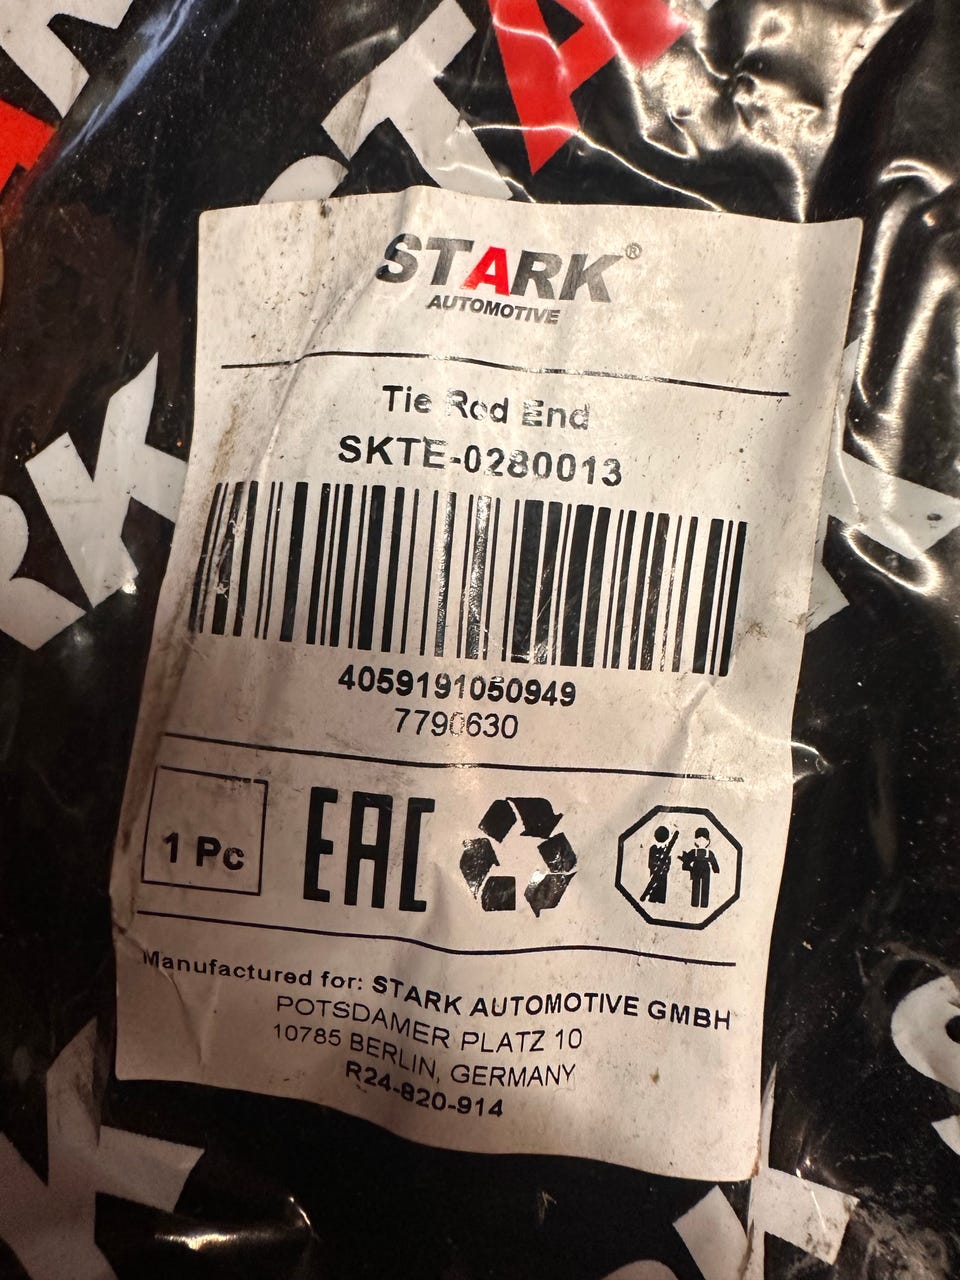 STARK®
AUTOMOTIVE
Tie Rod End
SKTE-0280013
4059191050949
7790630
1 Pc
EAC
Manufactured for: STARK AUTOMOTIVE GMBH
POTSDAMER PLATZ 10
10785 BERLIN, GERMANY
R24-820-914